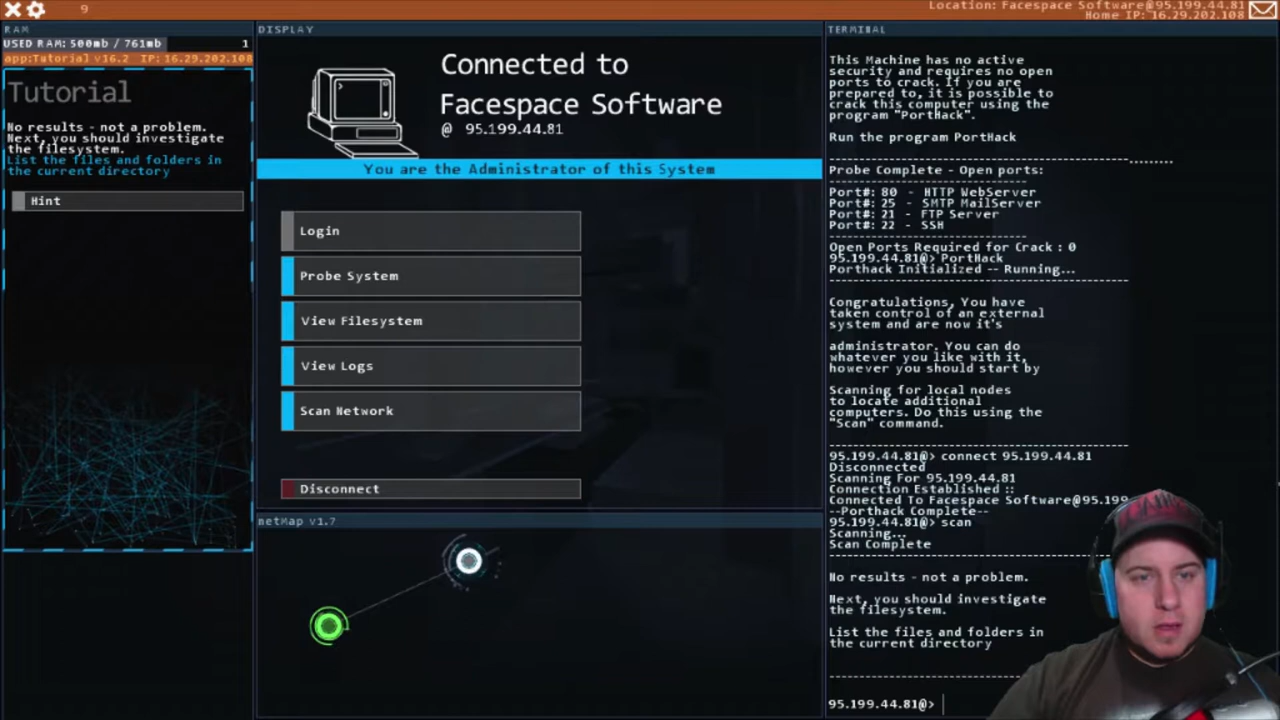 9
Location: Facespace Software@95.199.44.81
Home IP: 16.29.202.108
RAM
USED RAM: 500mb / 761mb
1
app:Tutorial v16.2 IP: 16.29.202.108
Tutorial
No results - not a problem.
Next, you should investigate
the filesystem.
List the files and folders in
the current directory
Hint
DISPLAY
Connected to
Facespace Software
@ 95.199.44.81
You are the Administrator of this System
Login
Probe System
View Filesystem
View Logs
Scan Network
Disconnect
netMap v1.7
TERMINAL
This Machine has no active
security and requires no open
ports to crack. If you are
prepared to, it is possible to
crack this computer using the
program "PortHack".
Run the program PortHack
---------------------------------------------.........
Probe Complete - Open ports:
---------------------------------------------
Port#: 80 - HTTP WebServer
Port#: 25 - SMTP MailServer
Port#: 21 - FTP Server
Port#: 22 - SSH
---------------------------------------------
Open Ports Required for Crack : 0
95.199.44.81@> PortHack
Porthack Initialized -- Running...
---------------------------------------------
Congratulations, You have
taken control of an external
system and are now it's
administrator. You can do
whatever you like with it,
however you should start by
Scanning for local nodes
to locate additional
computers. Do this using the
"Scan" command.
---------------------------------------------
95.199.44.81@> connect 95.199.44.81
Disconnected
Scanning For 95.199.44.81
Connection Established ::
Connected To Facespace Software@95.199
--Porthack Complete--
95.199.44.81@> scan
Scanning...
Scan Complete
---------------------------------------------
No results - not a problem.
Next, you should investigate
the filesystem.
List the files and folders in
the current directory
---------------------------------------------
95.199.44.81@>